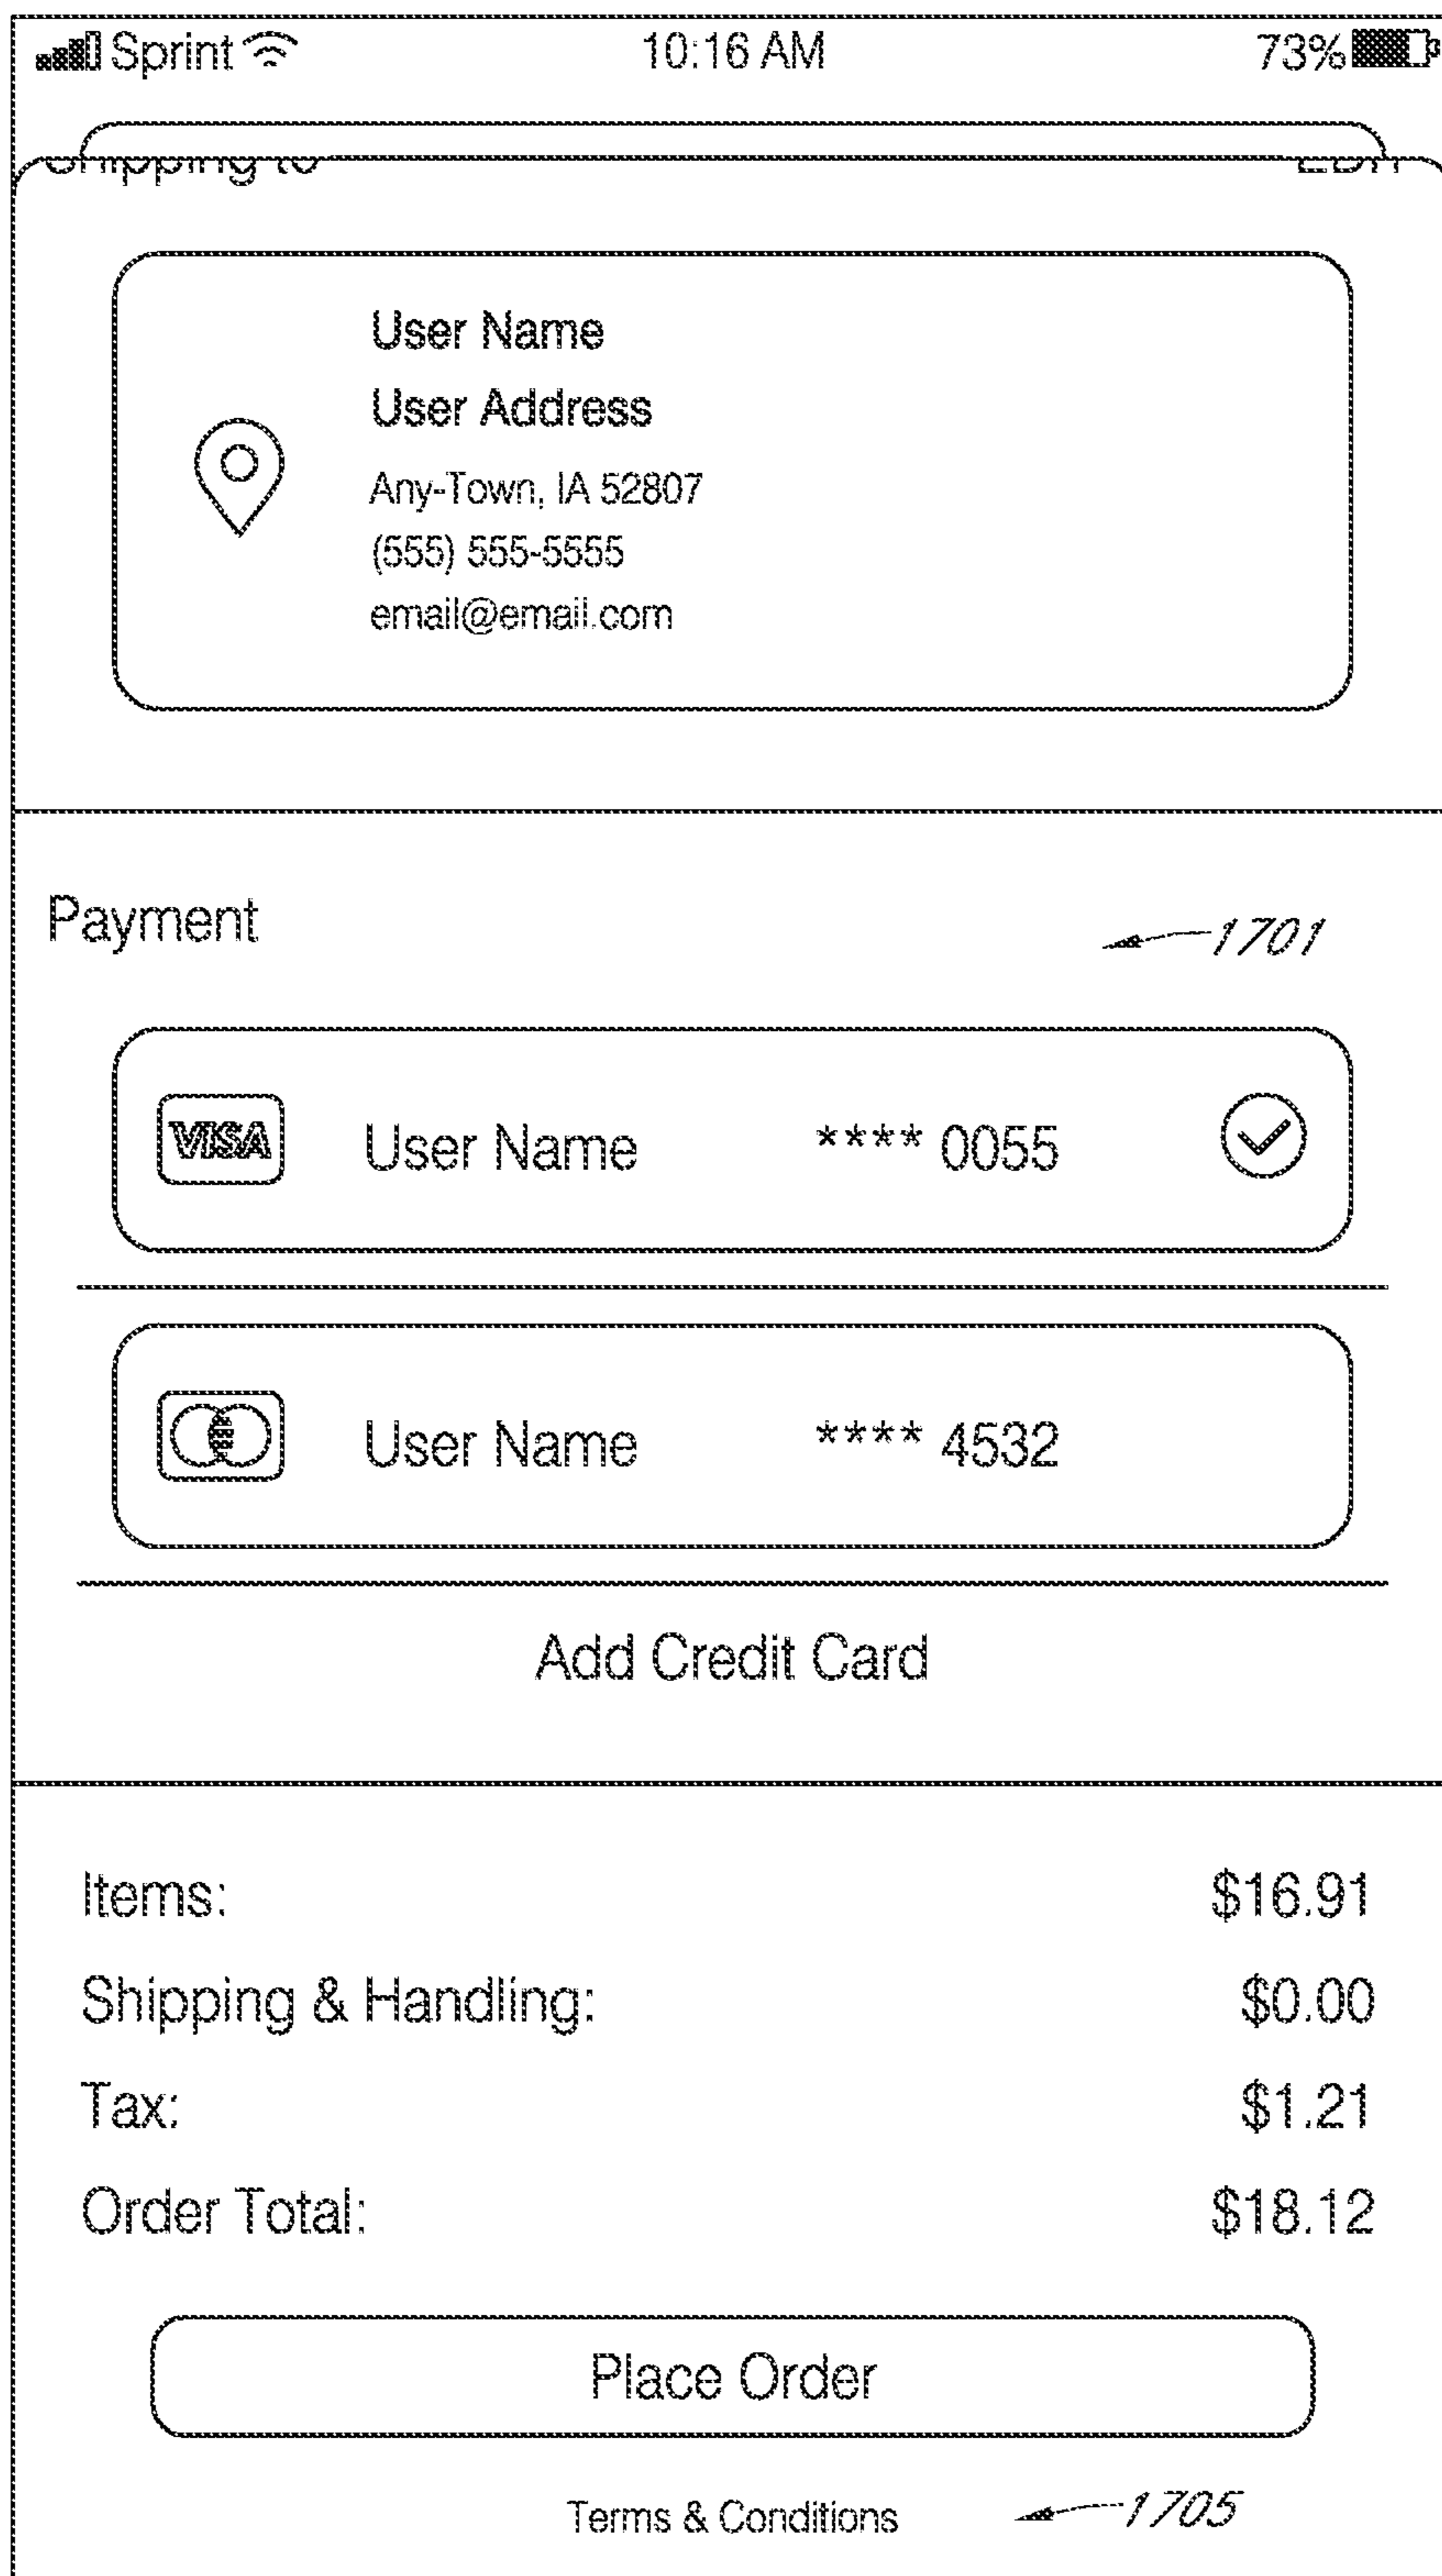 Sprint 10:16 AM 73%
Shipping to
User Name
User Address
Any-Town, IA 52807
(555) 555-5555
email@email.com
Payment 1701
VISA User Name **** 0055
User Name **** 4532
Add Credit Card
Items: $16.91
Shipping & Handling: $0.00
Tax: $1.21
Order Total: $18.12
Place Order
Terms & Conditions 1705